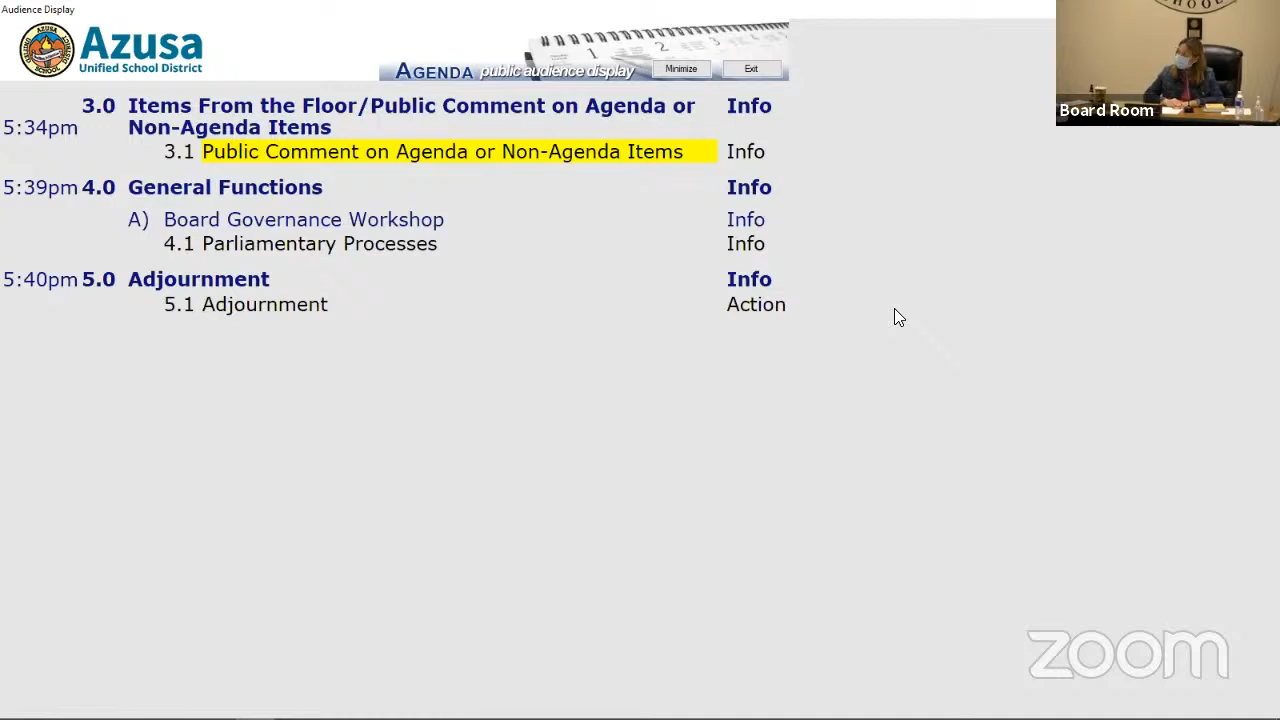 Audience Display
Azusa
Unified School District
AGENDA public audience display
Minimize
Exit
SCHOOL
Board Room
3.0 Items From the Floor/Public Comment on Agenda or Info
5:34pm Non-Agenda Items
3.1 Public Comment on Agenda or Non-Agenda Items Info
5:39pm 4.0 General Functions Info
A) Board Governance Workshop Info
4.1 Parliamentary Processes Info
5:40pm 5.0 Adjournment Info
5.1 Adjournment Action
zoom